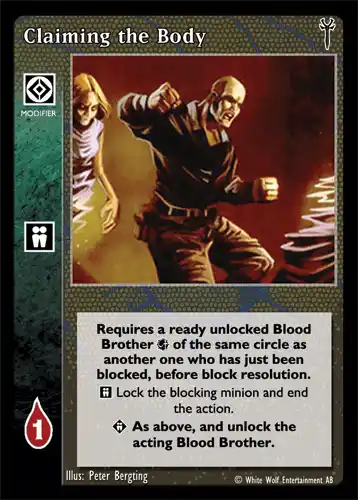 Claiming the Body
MODIFIER
Requires a ready unlocked Blood
Brother of the same circle as
another one who has just been
blocked, before block resolution.
Lock the blocking minion and end
the action.
As above, and unlock the
acting Blood Brother.
1
Illus: Peter Bergting
© White Wolf Entertainment AB